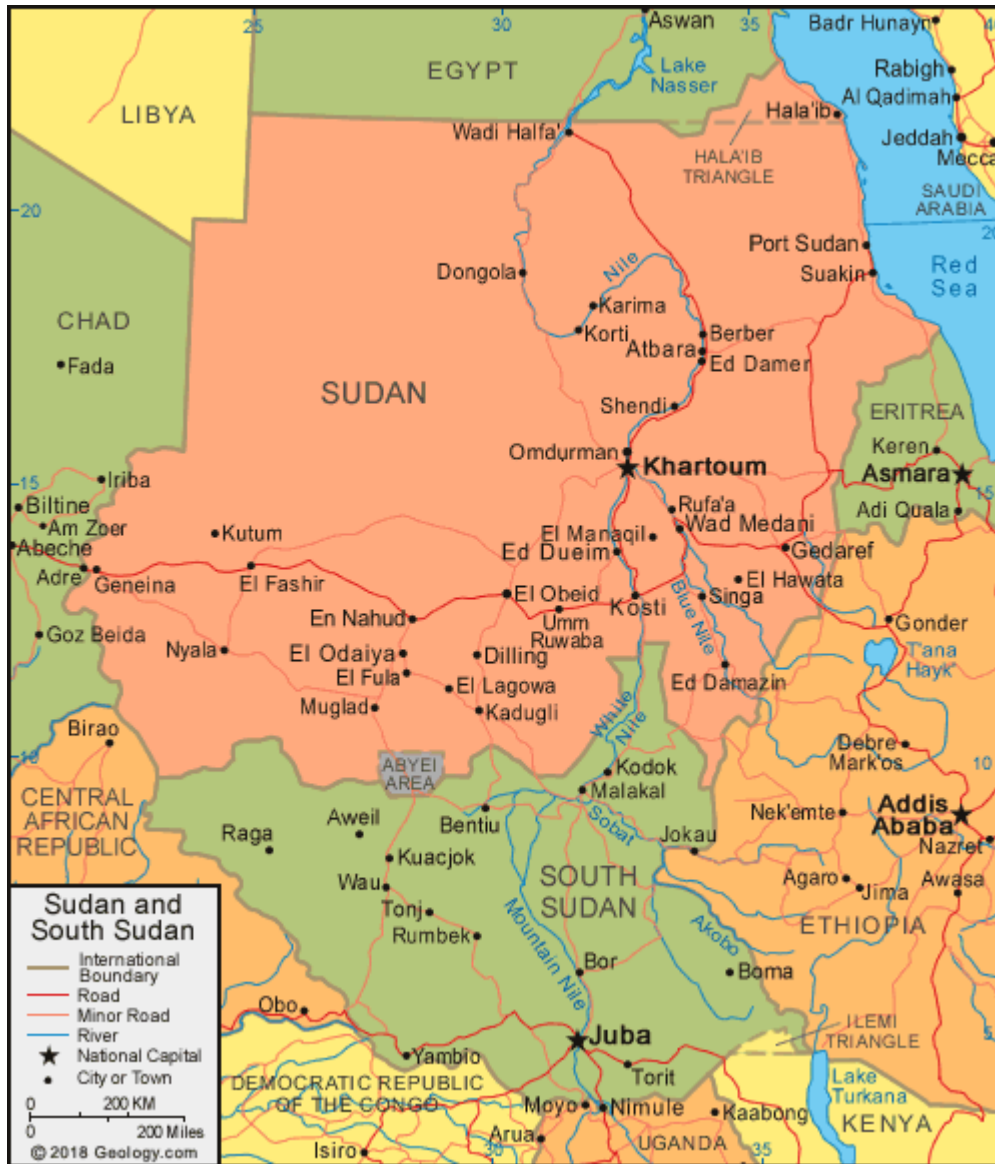 25
30
35
40
Aswan
Badr Hunayn
EGYPT
Lake
Nasser
Rabigh
LIBYA
Al Qadimah
Hala'ib
Wadi Halfa'
Jeddah
Mecca
HALA'IB
TRIANGLE
SAUDI
ARABIA
20
20
Port Sudan
Dongola
Nile
Suakin
Red
Sea
Karima
CHAD
Korti
Berber
Atbara
Ed Damer
Fada
SUDAN
Shendi
ERITREA
Omdurman
Keren
Khartoum
Asmara
15
15
Iriba
Biltine
Rufa'a
Adi Quala
Am Zoer
Wad Medani
Kutum
El Manaqil
Abeche
Ed Dueim
Gedaref
Adre
Geneina
El Fashir
El Hawata
El Obeid
Kosti
Singa
En Nahud
Umm
Ruwaba
Blue Nile
Gonder
Goz Beida
Nyala
El Odaiya
Dilling
T'ana
Hayk'
El Fula
El Lagowa
Ed Damazin
Muglad
Kadugli
White
Nile
Birao
10
10
Debre
Mark'os
ABYEI
AREA
Kodok
Malakal
CENTRAL
AFRICAN
REPUBLIC
Bentiu
Sobat
Nek'emte
Addis
Ababa
Raga
Aweil
Jokau
Nazret
Kuacjok
Wau
SOUTH
SUDAN
Agaro
Jima
Awasa
Tonj
Mountain Nile
ETHIOPIA
Rumbek
Akobo
Bor
Boma
Obo
Juba
ILEMI
TRIANGLE
5
Yambio
Torit
DEMOCRATIC REPUBLIC
OF THE CONGO
Lake
Turkana
Moyo
Nimule
Kaabong
KENYA
Arua
UGANDA
Isiro
30
35
Sudan and
South Sudan
International
Boundary
Road
Minor Road
River
National Capital
City or Town
0 200 KM
0 200 Miles
© 2018 Geology.com